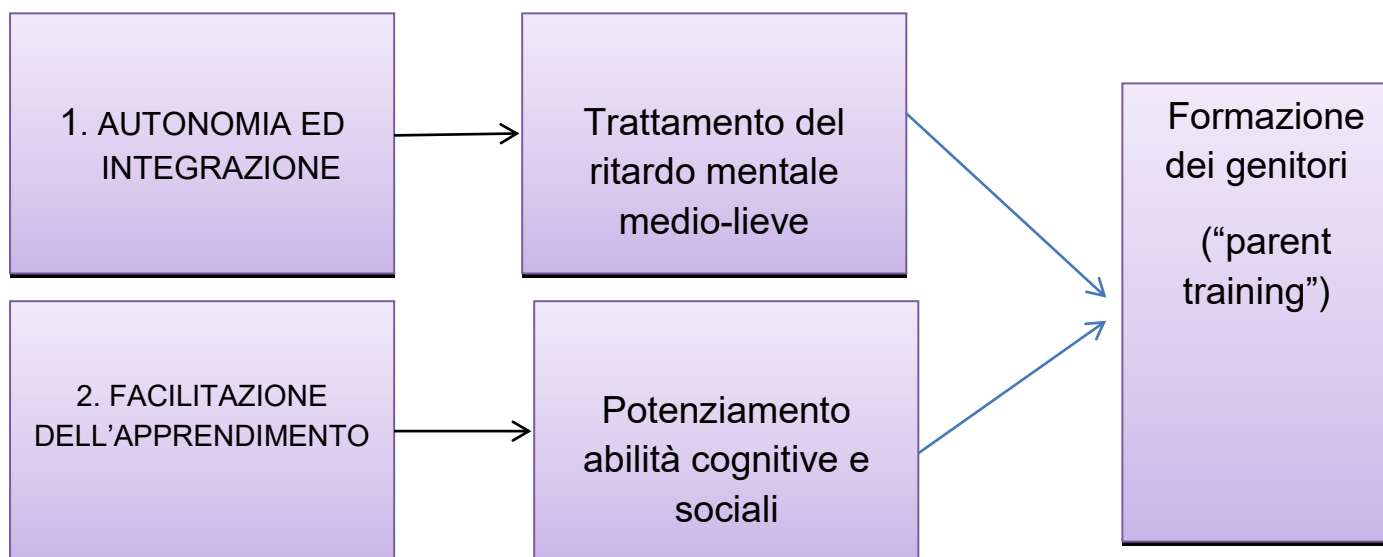 1. AUTONOMIA ED
INTEGRAZIONE
Trattamento del
ritardo mentale
medio-lieve
Formazione
dei genitori
(“parent
training”)
2. FACILITAZIONE
DELL’APPRENDIMENTO
Potenziamento
abilità cognitive e
sociali